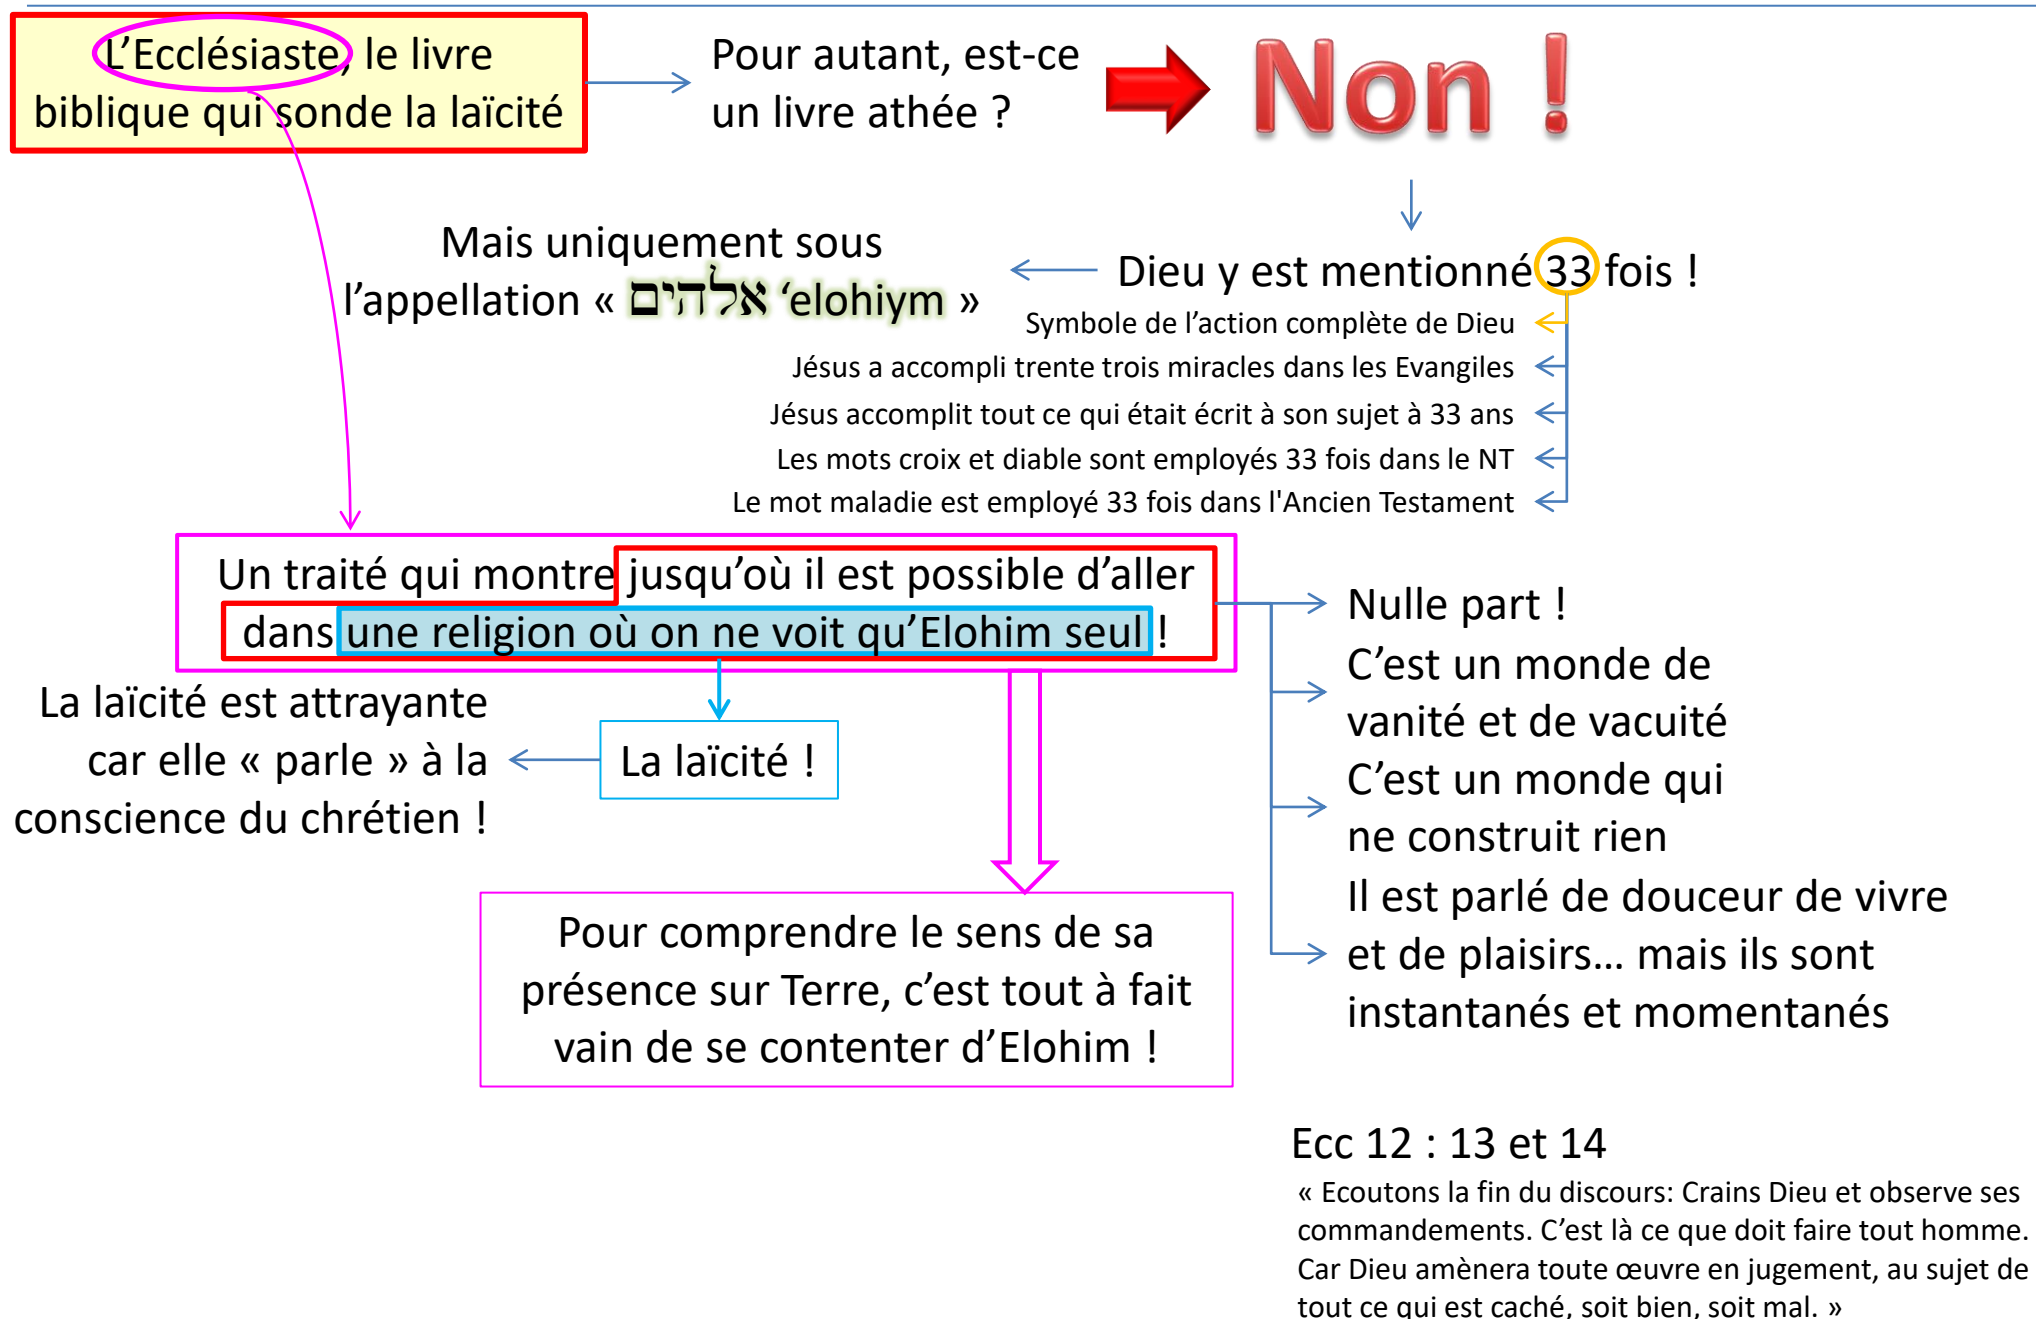 L’Ecclésiaste, le livre
biblique qui sonde la laïcité
Pour autant, est-ce
un livre athée ?
Non !
Mais uniquement sous
l’appellation « אלהים ‘elohiym »
Dieu y est mentionné 33 fois !
Symbole de l’action complète de Dieu
Jésus a accompli trente trois miracles dans les Evangiles
Jésus accomplit tout ce qui était écrit à son sujet à 33 ans
Les mots croix et diable sont employés 33 fois dans le NT
Le mot maladie est employé 33 fois dans l'Ancien Testament
Un traité qui montre jusqu’où il est possible d’aller
dans une religion où on ne voit qu’Elohim seul !
Nulle part !
C’est un monde de
vanité et de vacuité
C’est un monde qui
ne construit rien
Il est parlé de douceur de vivre
et de plaisirs… mais ils sont
instantanés et momentanés
La laïcité !
La laïcité est attrayante
car elle « parle » à la
conscience du chrétien !
Pour comprendre le sens de sa
présence sur Terre, c’est tout à fait
vain de se contenter d’Elohim !
Ecc 12 : 13 et 14
« Ecoutons la fin du discours: Crains Dieu et observe ses
commandements. C’est là ce que doit faire tout homme.
Car Dieu amènera toute œuvre en jugement, au sujet de
tout ce qui est caché, soit bien, soit mal. »